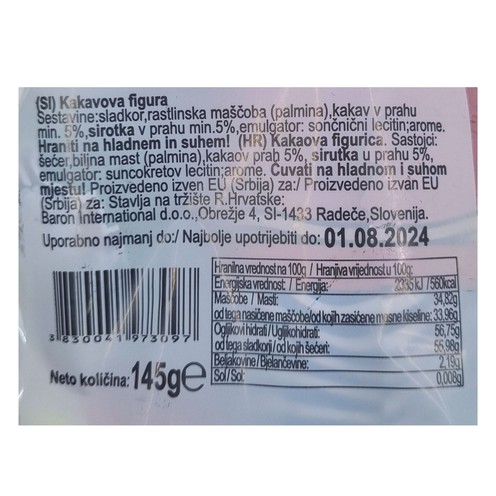 (SI) Kakavova figura
Sestavine:sladkor,rastlinska maščoba (palmina),kakav v prahu
min. 5%,sirotka v prahu min.5%,emulgator: sončnični lecitin;arome.
Hraniti na hladnem in suhem! (HR) Kakaova figurica. Sastojci:
šećer,biljna mast (palmina),kakaov prah 5%, sirutka u prahu 5%,
emulgator: suncokretov lecitin;arome. Čuvati na hladnom i suhom
mjestu! Proizvedeno izven EU (Srbija) za:/ Proizvedeno izvan EU
(Srbija) za: Stavlja na tržište R.Hrvatske:
Baron International d.o.o.,Obrežje 4, SI-1433 Radeče,Slovenija.
Uporabno najmanj do:/ Najbolje upotrijebiti do: 01.08.2024
Hranilna vrednost na 100g / Hranjiva vrijednost u 100g:
Energijska vrednost: / Energija: 2335kJ / 560kcal
Maščobe / Masti: 34,82g
od tega nasičene maščobe/od kojih zasićene masne kiseline: 33,96g
Ogljikovi hidrati/Ugljikohidrati: 56,75g
od tega sladkorji/od kojih šećeri: 55,98g
Beljakovine/Bjelančevine: 2,19g
Sol/Sol: 0,008g
3830041973097
Neto količina: 145g℮